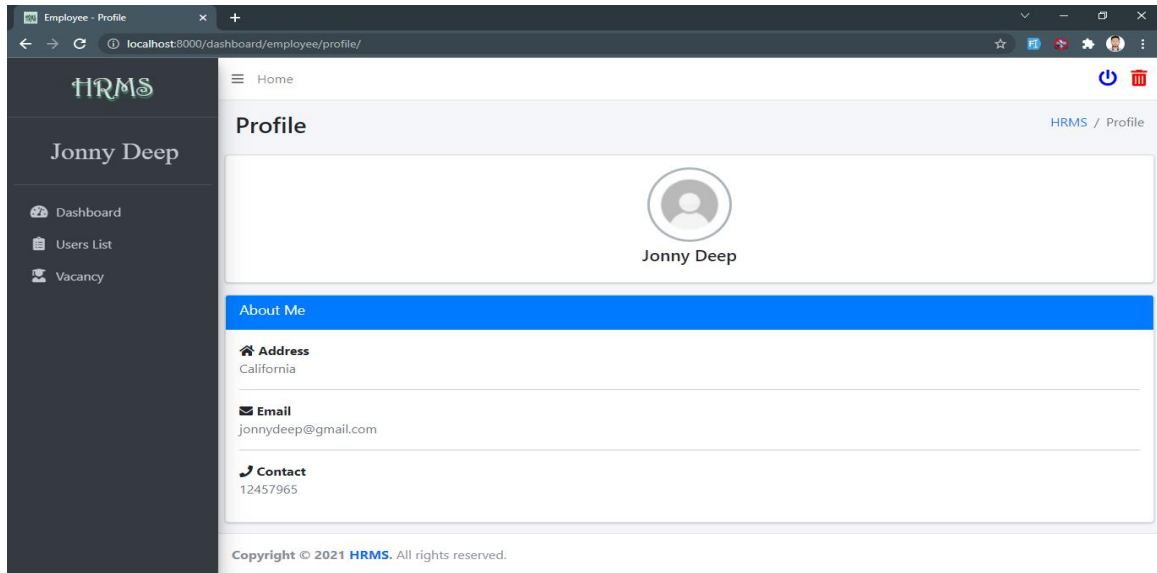 Employee - Profile
localhost:8000/dashboard/employee/profile/
HRMS
Home
Jonny Deep
Dashboard
Users List
Vacancy
Profile
HRMS / Profile
Jonny Deep
About Me
Address
California
Email
jonnydeep@gmail.com
Contact
12457965
Copyright © 2021 HRMS. All rights reserved.